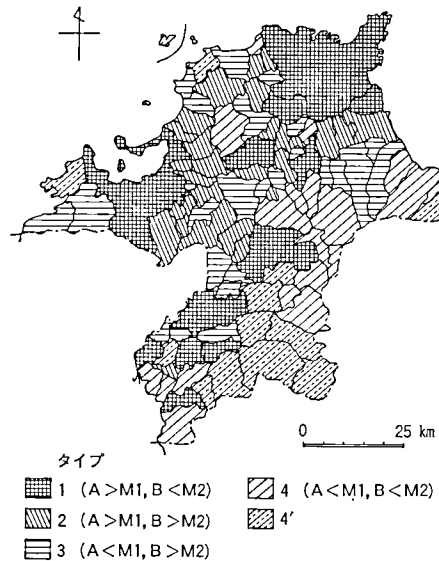 0 25 km
タイプ
1 (A>M1, B<M2)
2 (A>M1, B>M2)
3 (A<M1, B>M2)
4 (A<M1, B<M2)
4'